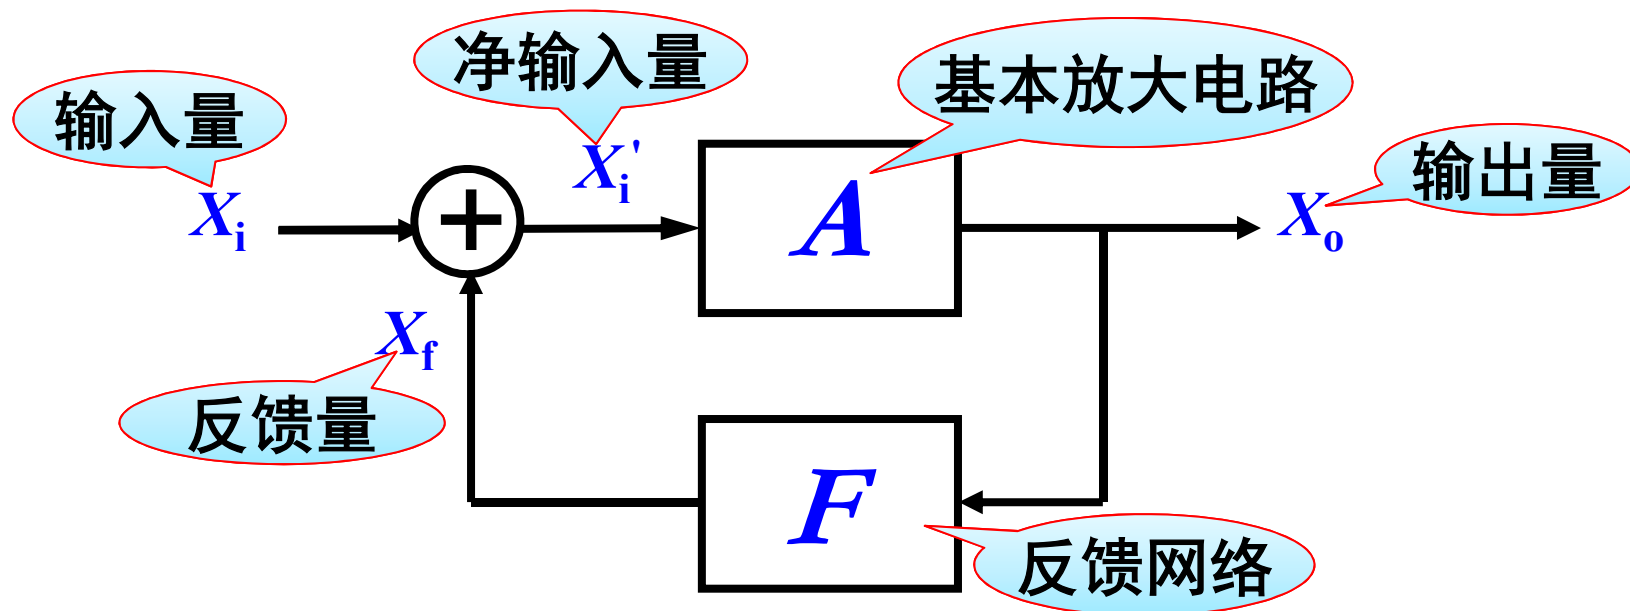 净输入量
基本放大电路
输入量
输出量
Xi
+
Xi'
A
Xo
Xf
反馈量
F
反馈网络